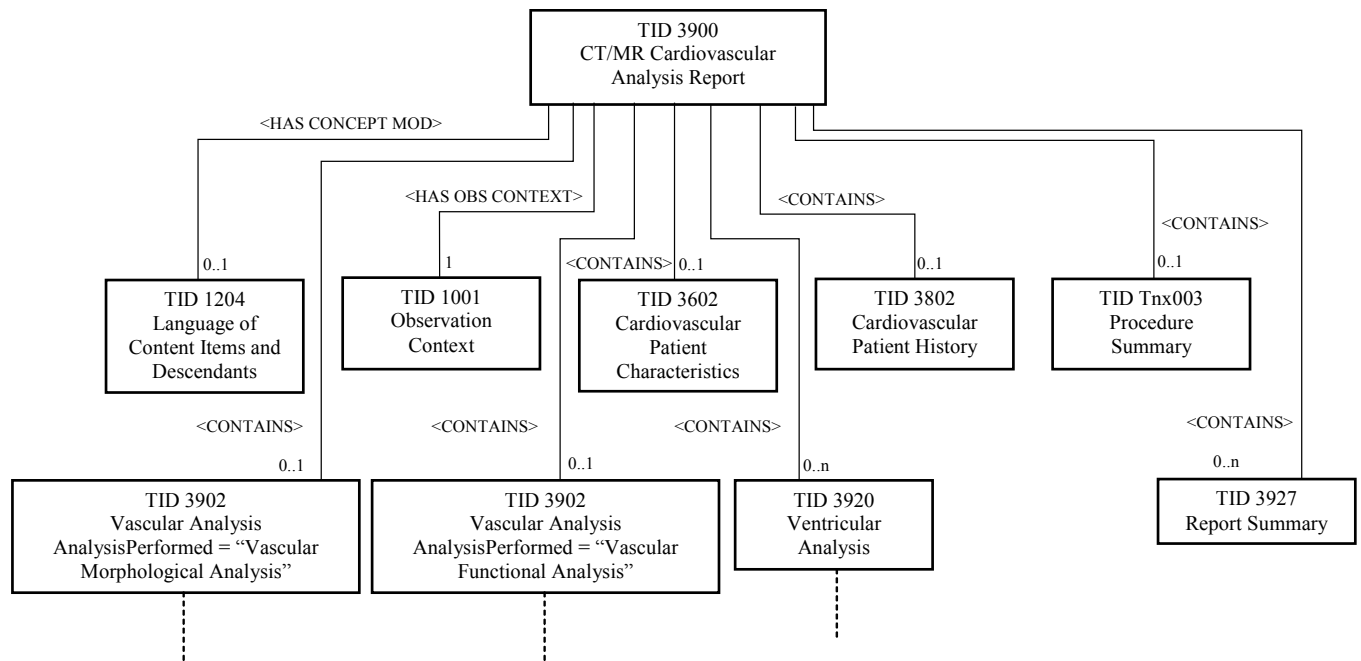 TID 3900
CT/MR Cardiovascular
Analysis Report
<HAS CONCEPT MOD>
<HAS OBS CONTEXT>
<CONTAINS>
<CONTAINS>
0..1
1
<CONTAINS>
0..1
0..1
0..1
TID 1204
Language of
Content Items and
Descendants
TID 1001
Observation
Context
TID 3602
Cardiovascular
Patient
Characteristics
TID 3802
Cardiovascular
Patient History
TID Tnx003
Procedure
Summary
<CONTAINS>
<CONTAINS>
<CONTAINS>
<CONTAINS>
0..1
0..1
0..n
0..n
TID 3902
Vascular Analysis
AnalysisPerformed = “Vascular
Morphological Analysis”
TID 3902
Vascular Analysis
AnalysisPerformed = “Vascular
Functional Analysis”
TID 3920
Ventricular
Analysis
TID 3927
Report Summary